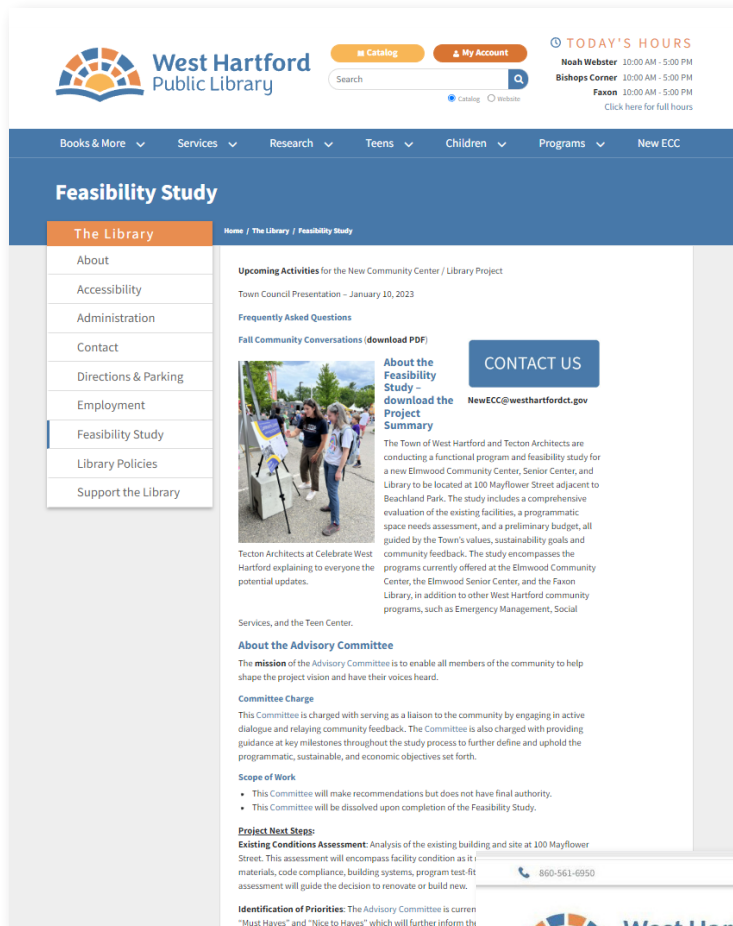 West Hartford
Public Library
Catalog
My Account
Search
Catalog Website
TODAY'S HOURS
Noah Webster 10:00 AM - 5:00 PM
Bishops Corner 10:00 AM - 5:00 PM
Faxon 10:00 AM - 5:00 PM
Click here for full hours
Books & More Services Research Teens Children Programs New ECC
Feasibility Study
The Library
About
Accessibility
Administration
Contact
Directions & Parking
Employment
Feasibility Study
Library Policies
Support the Library
Home / The Library / Feasibility Study
Upcoming Activities for the New Community Center / Library Project
Town Council Presentation – January 10, 2023
Frequently Asked Questions
Fall Community Conversations (download PDF)
CONTACT US
NewECC@westhartfordct.gov
Tecton Architects at Celebrate West
Hartford explaining to everyone the
potential updates.
About the
Feasibility
Study –
download the
Project
Summary
The Town of West Hartford and Tecton Architects are
conducting a functional program and feasibility study for
a new Elmwood Community Center, Senior Center, and
Library to be located at 100 Mayflower Street adjacent to
Beachland Park. The study includes a comprehensive
evaluation of the existing facilities, a programmatic
space needs assessment, and a preliminary budget, all
guided by the Town's values, sustainability goals and
community feedback. The study encompasses the
programs currently offered at the Elmwood Community
Center, the Elmwood Senior Center, and the Faxon
Library, in addition to other West Hartford community
programs, such as Emergency Management, Social
Services, and the Teen Center.
About the Advisory Committee
The mission of the Advisory Committee is to enable all members of the community to help
shape the project vision and have their voices heard.
Committee Charge
This Committee is charged with serving as a liaison to the community by engaging in active
dialogue and relaying community feedback. The Committee is also charged with providing
guidance at key milestones throughout the study process to further define and uphold the
programmatic, sustainable, and economic objectives set forth.
Scope of Work
• This Committee will make recommendations but does not have final authority.
• This Committee will be dissolved upon completion of the Feasibility Study.
Project Next Steps:
Existing Conditions Assessment: Analysis of the existing building and site at 100 Mayflower
Street. This assessment will encompass facility condition as it
materials, code compliance, building systems, program test-fit
assessment will guide the decision to renovate or build new.
Identification of Priorities: The Advisory Committee is curren
"Must Haves" and "Nice to Haves" which will further inform the
860-561-6950
West Har